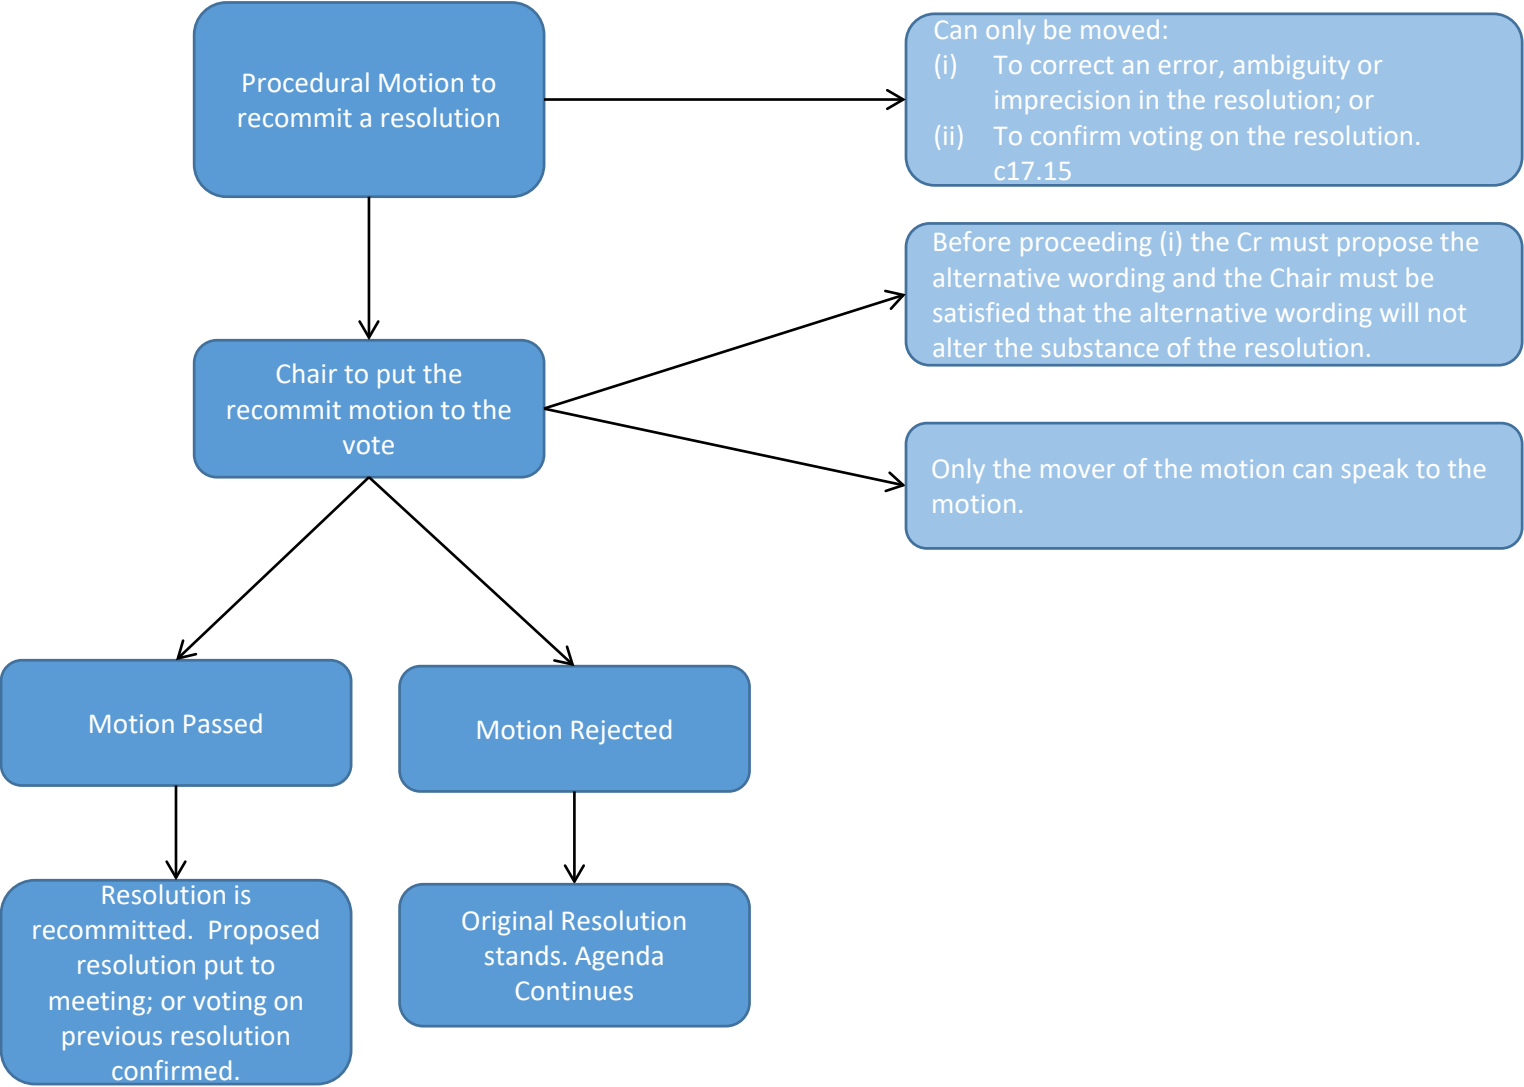 Procedural Motion to
recommit a resolution
Can only be moved:
(i) To correct an error, ambiguity or
imprecision in the resolution; or
(ii) To confirm voting on the resolution.
c17.15
Before proceeding (i) the Cr must propose the
alternative wording and the Chair must be
satisfied that the alternative wording will not
alter the substance of the resolution.
Chair to put the
recommit motion to the
vote
Only the mover of the motion can speak to the
motion.
Motion Passed
Motion Rejected
Resolution is
recommitted.  Proposed
resolution put to
meeting; or voting on
previous resolution
confirmed.
Original Resolution
stands. Agenda
Continues